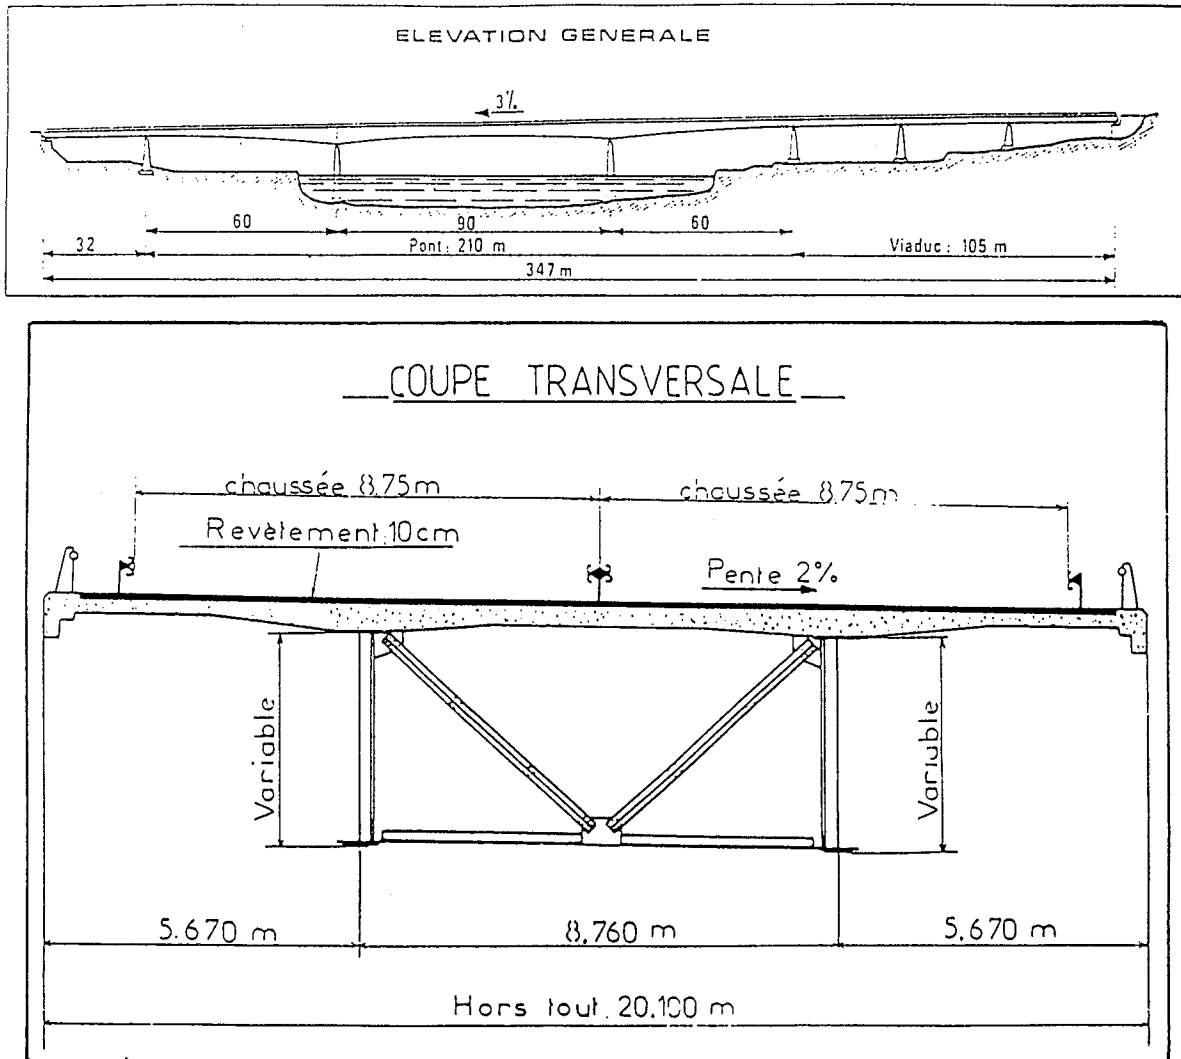 ELEVATION GENERALE
3%
60 90 60
32 Pont: 210 m Viaduc: 105 m
347 m
COUPE TRANSVERSALE
chaussée 8.75m chaussée 8.75m
Revêtement.10cm
Pente 2%
Variable Variable
5.670 m 8,760 m 5,670 m
Hors tout. 20.100 m